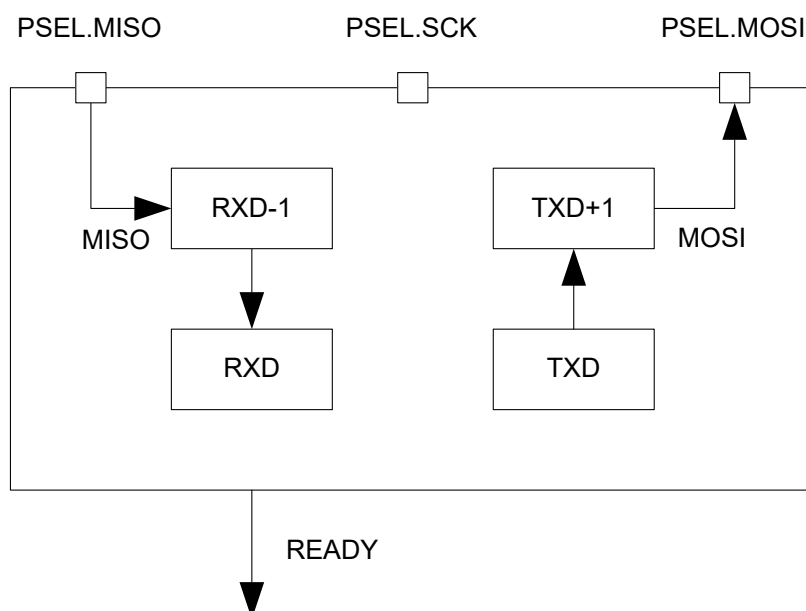 PSEL.MISO
PSEL.SCK
PSEL.MOSI
RXD-1
TXD+1
MISO
MOSI
RXD
TXD
READY